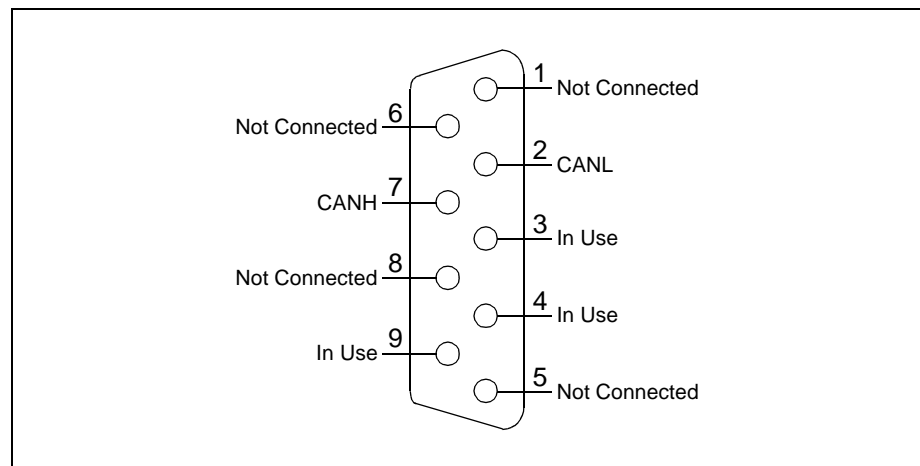 1 Not Connected
Not Connected 6
2 CANL
CANH 7
3 In Use
Not Connected 8
4 In Use
In Use 9
5 Not Connected